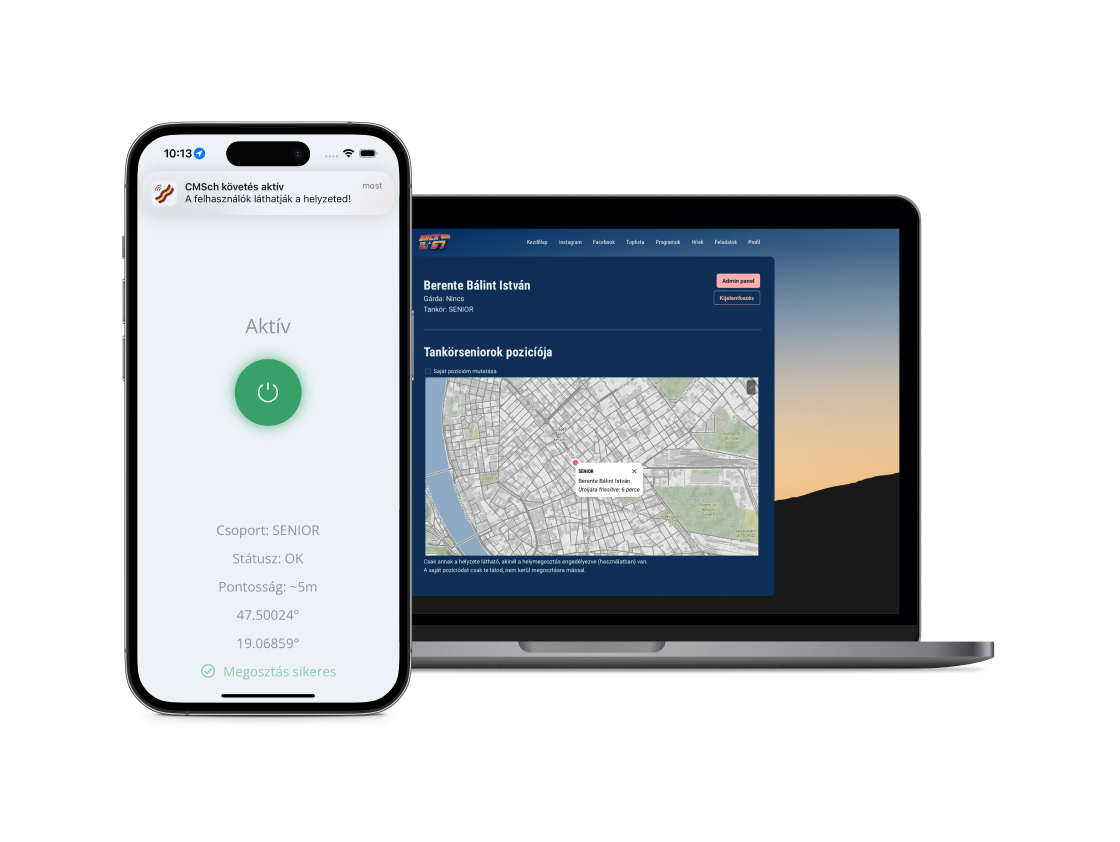 10:13
CMSch követés aktív
most
A felhasználók láthatják a helyzeted!
Aktív
Csoport: SENIOR
Státusz: OK
Pontosság: ~5m
47.50024°
19.06859°
Megosztás sikeres
Kezdőlap Instagram Facebook Toplista Programok Hírek Feladatok Profil
Berente Bálint István
Gárda: Nincs
Tankör: SENIOR
Admin panel
Kijelentkezés
Tankörseniorok pozicíója
Saját pozícióm mutatása
SENIOR
Berente Bálint István
Utoljára frissítve: 6 perce
Csak annak a helyzete látható, akinél a helymegosztás engedélyezve (használatban) van.
A saját pozíciódat csak te látod, nem kerül megosztásra mással.